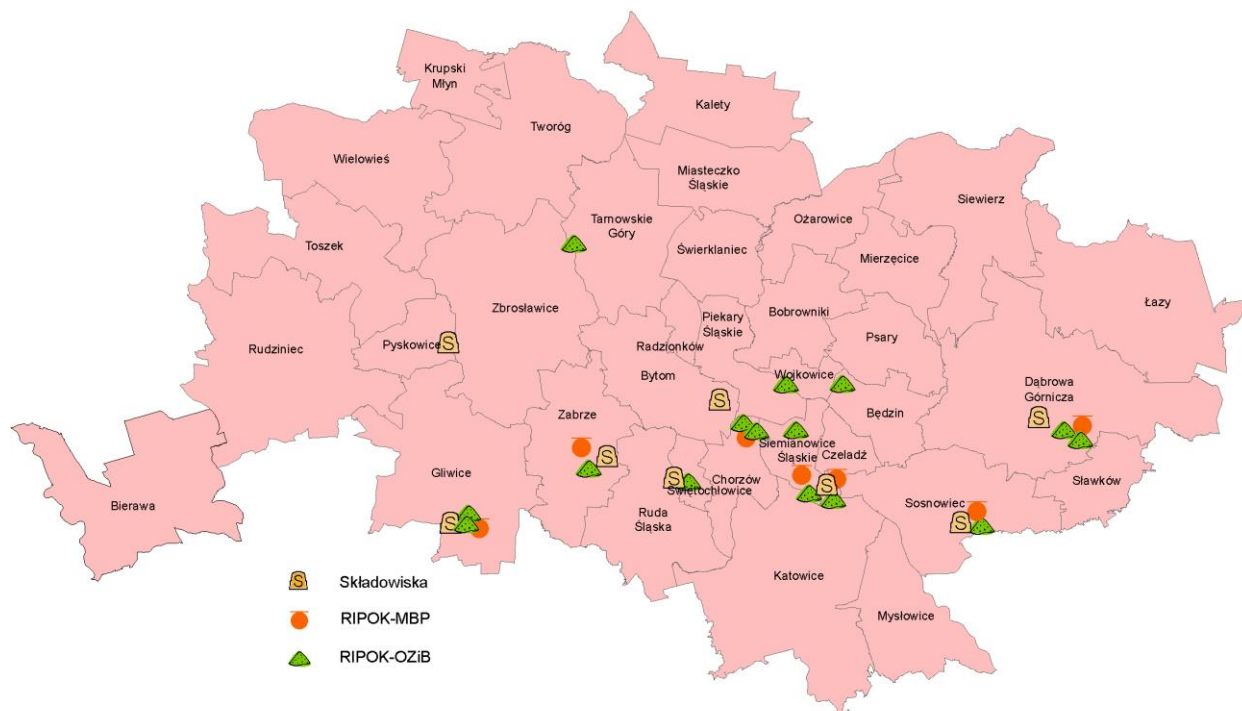 Krupski
Młyn
Kalety
Tworóg
Wielowieś
Miasteczko
Śląskie
Siewierz
Ożarowice
Tarnowskie
Góry
Toszek
Świerklaniec
Mierzęcice
Łazy
Zbrosławice
Bobrowniki
Piekary
Śląskie
Psary
Rudziniec
Pyskowice
S
Radzionków
Bytom
Wojkowice
Dąbrowa
Górnicza
S
S
Będzin
Zabrze
S
Siemianowice
Śląskie
Czeladź
Gliwice
Chorzów
S
Świętochłowice
S
Sławków
Bierawa
Sosnowiec
S
S
Ruda
Śląska
Katowice
Mysłowice
S Składowiska
RIPOK-MBP
RIPOK-OZiB